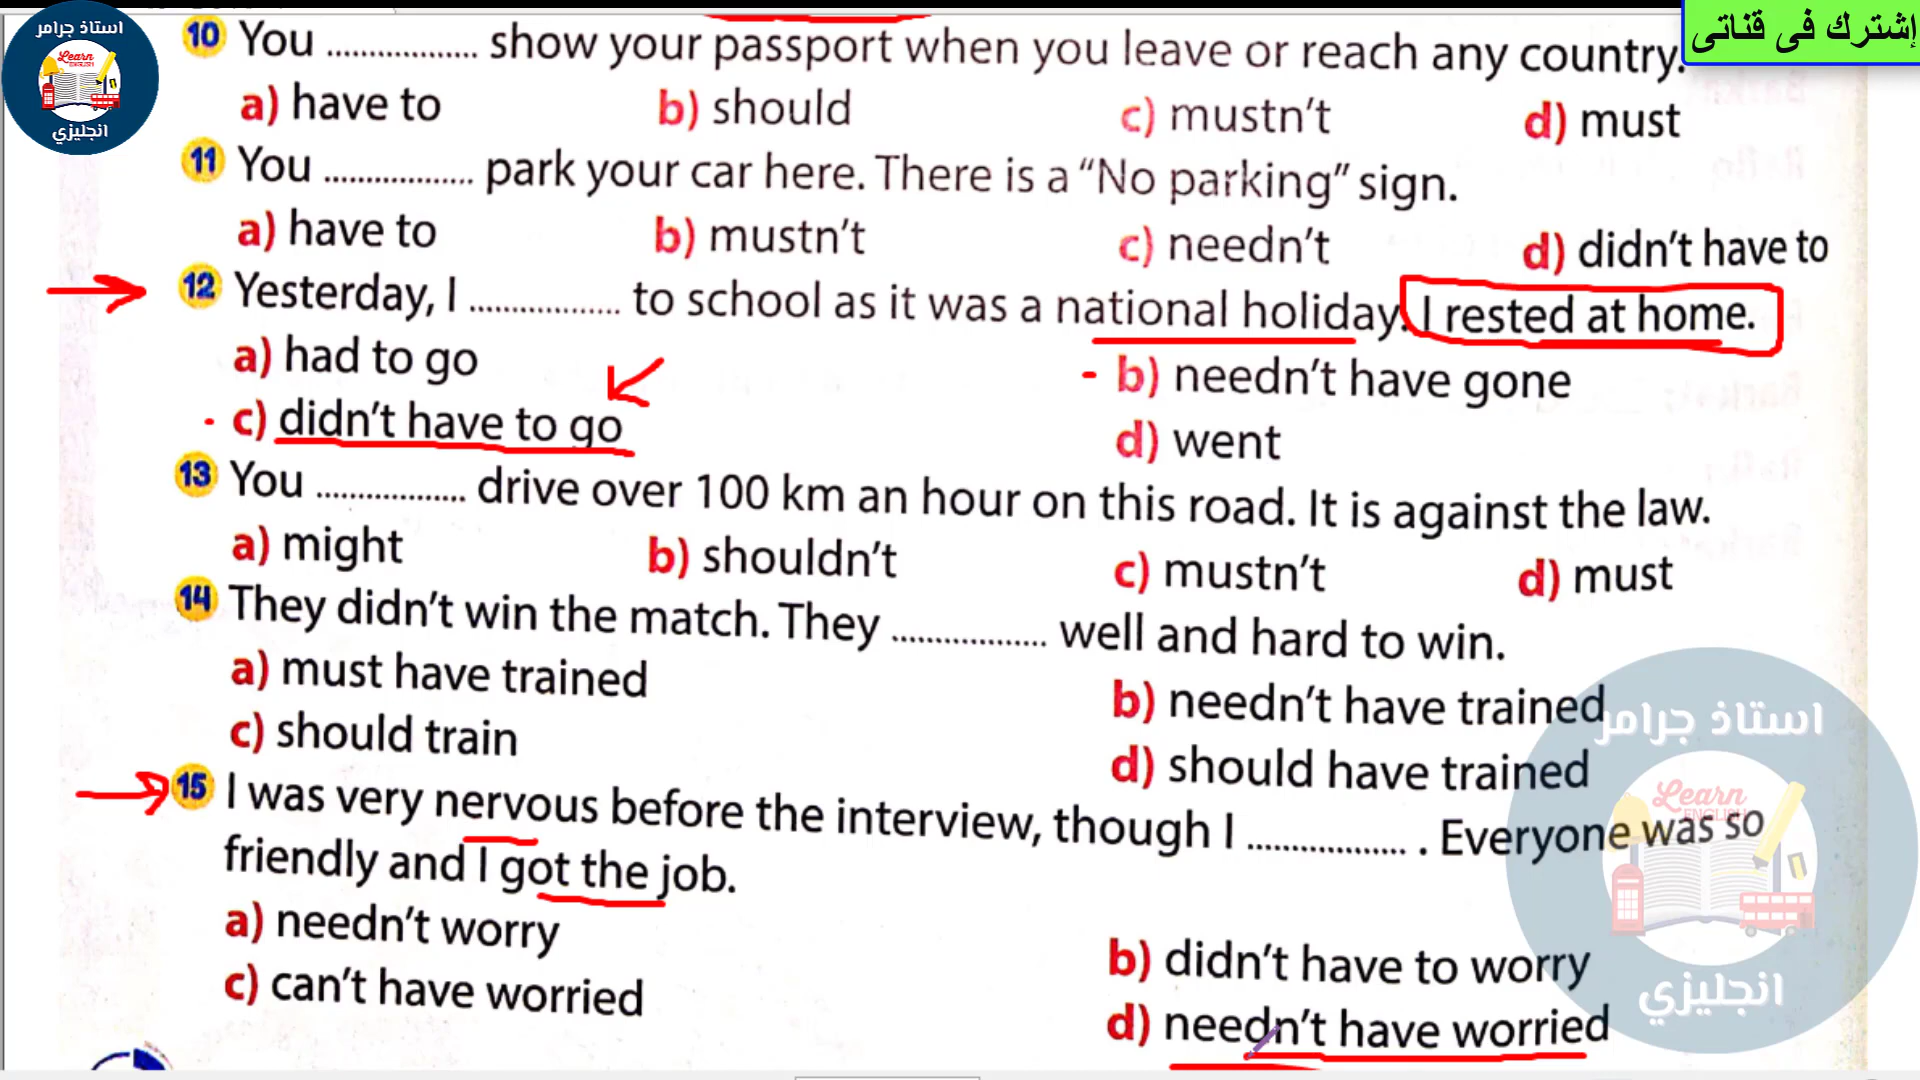 استاذ جرامر
Learn
ENGLISH
انجليزي
إشترك فى قناتى
10 You ................. show your passport when you leave or reach any country.
a) have to b) should c) mustn't d) must
11 You ................. park your car here. There is a “No parking” sign.
a) have to b) mustn't c) needn't d) didn't have to
12 Yesterday, I ................. to school as it was a national holiday. I rested at home.
a) had to go b) needn't have gone
c) didn't have to go d) went
13 You ................. drive over 100 km an hour on this road. It is against the law.
a) might b) shouldn't c) mustn't d) must
14 They didn't win the match. They ................. well and hard to win.
a) must have trained b) needn't have trained
c) should train d) should have trained
15 I was very nervous before the interview, though I ................. . Everyone was so
friendly and I got the job.
a) needn't worry b) didn't have to worry
c) can't have worried d) needn't have worried
استاذ جرامر
Learn
ENGLISH
انجليزي